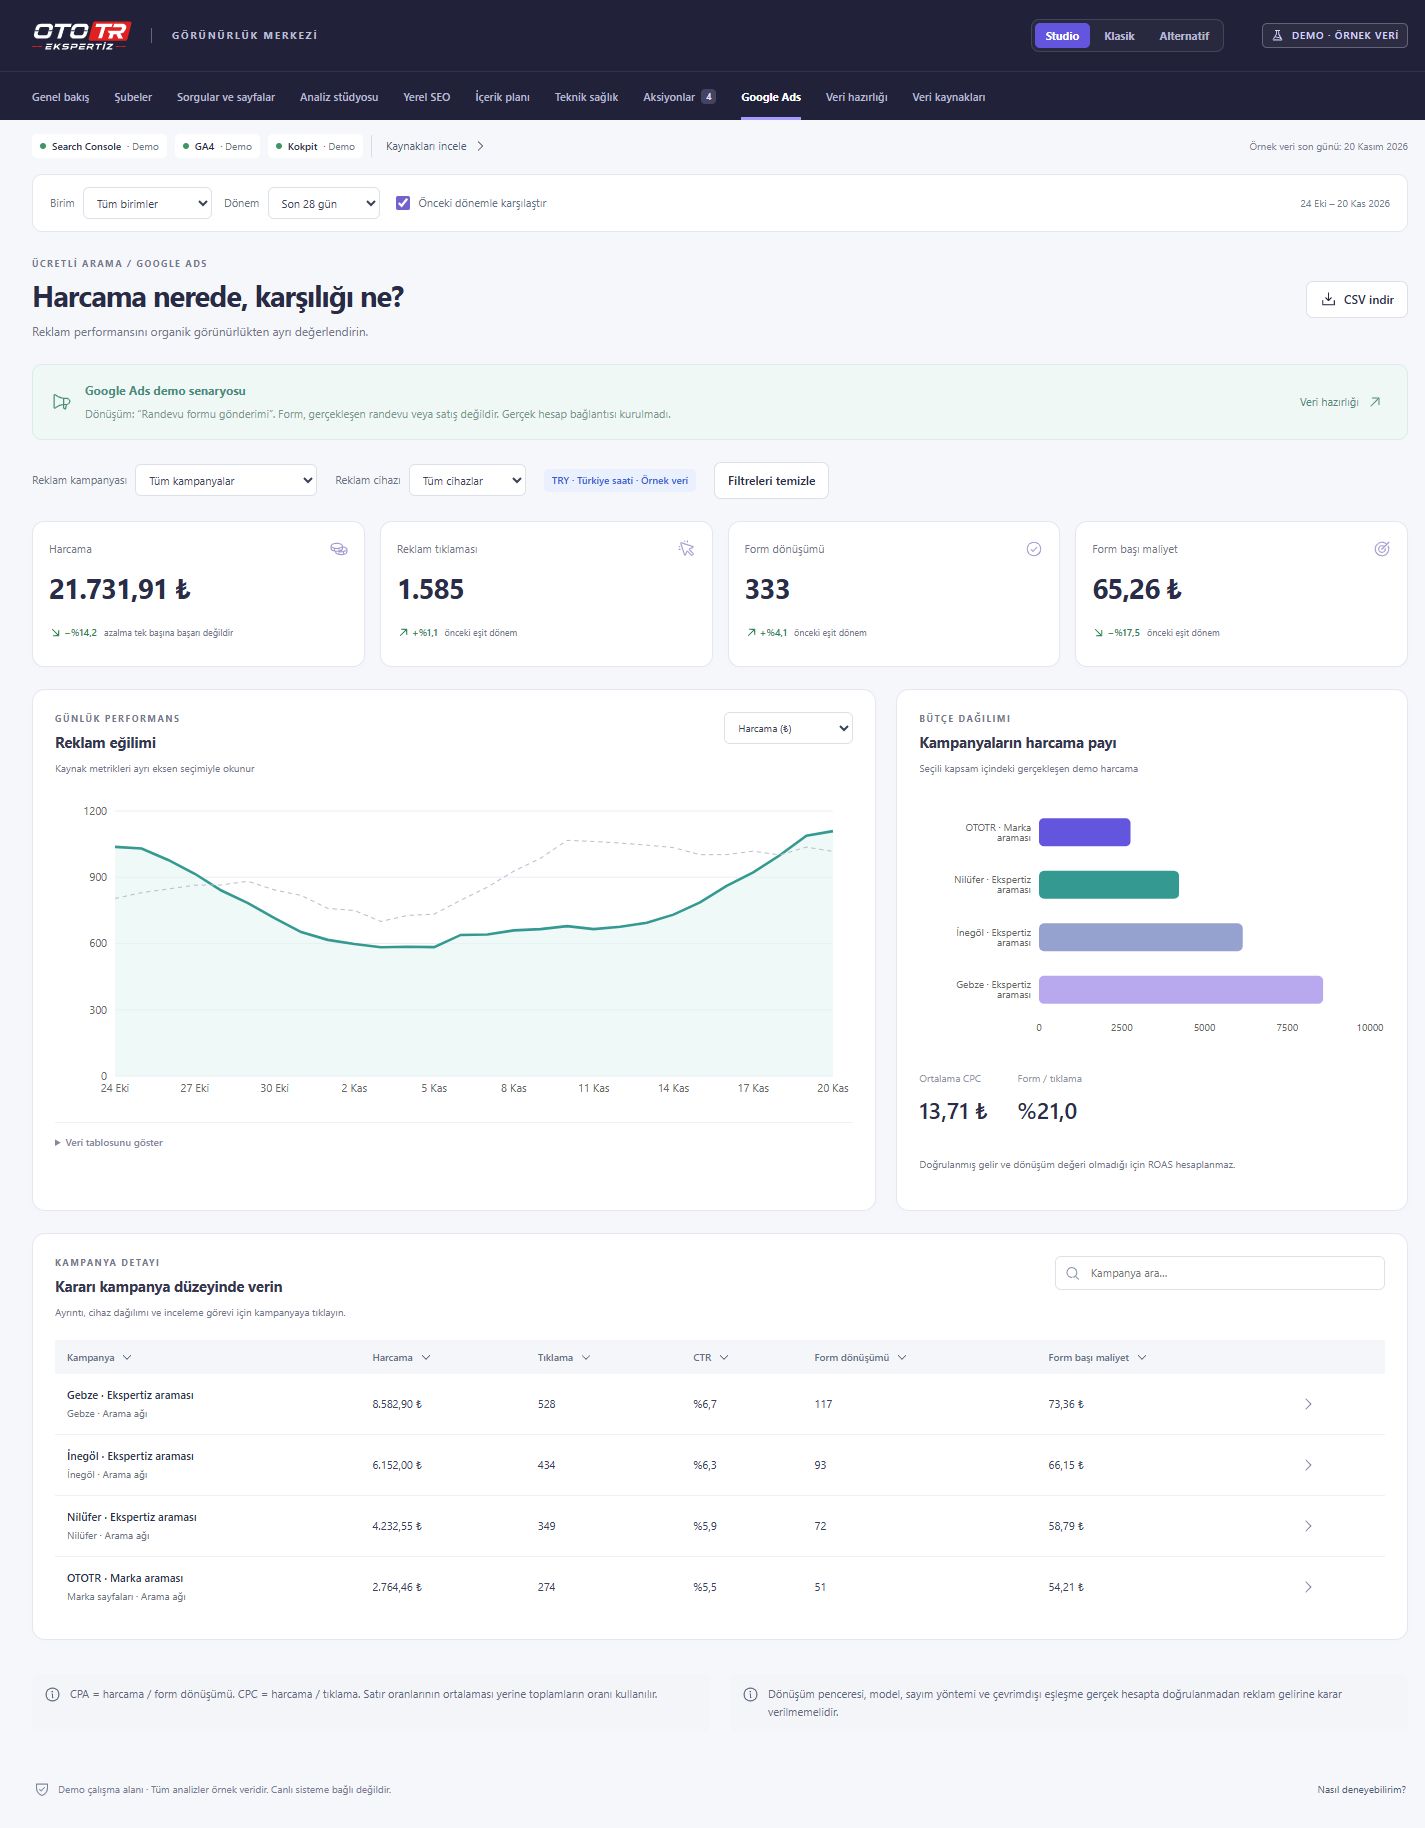 OTOTR
EKSPERTİZ
GÖRÜNÜRLÜK MERKEZİ
Studio
Klasik
Alternatif
DEMO · ÖRNEK VERİ
Genel bakış
Şubeler
Sorgular ve sayfalar
Analiz stüdyosu
Yerel SEO
İçerik planı
Teknik sağlık
Aksiyonlar 4
Google Ads
Veri hazırlığı
Veri kaynakları
Search Console · Demo
GA4 · Demo
Kokpit · Demo
Kaynakları incele
Örnek veri son günü: 20 Kasım 2026
Birim
Tüm birimler
Dönem
Son 28 gün
Önceki dönemle karşılaştır
24 Eki – 20 Kas 2026
ÜCRETLİ ARAMA / GOOGLE ADS
Harcama nerede, karşılığı ne?
CSV indir
Reklam performansını organik görünürlükten ayrı değerlendirin.
Google Ads demo senaryosu
Dönüşüm: “Randevu formu gönderimi”. Form, gerçekleşen randevu veya satış değildir. Gerçek hesap bağlantısı kurulmadı.
Veri hazırlığı
Reklam kampanyası
Tüm kampanyalar
Reklam cihazı
Tüm cihazlar
TRY · Türkiye saati · Örnek veri
Filtreleri temizle
Harcama
21.731,91 ₺
−%14,2 azalma tek başına başarı değildir
Reklam tıklaması
1.585
+%1,1 önceki eşit dönem
Form dönüşümü
333
+%4,1 önceki eşit dönem
Form başı maliyet
65,26 ₺
−%17,5 önceki eşit dönem
GÜNLÜK PERFORMANS
Reklam eğilimi
Kaynak metrikleri ayrı eksen seçimiyle okunur
Harcama (₺)
1200
900
600
300
0
24 Eki
27 Eki
30 Eki
2 Kas
5 Kas
8 Kas
11 Kas
14 Kas
17 Kas
20 Kas
Veri tablosunu göster
BÜTÇE DAĞILIMI
Kampanyaların harcama payı
Seçili kapsam içindeki gerçekleşen demo harcama
OTOTR · Marka
araması
Nilüfer · Ekspertiz
araması
İnegöl · Ekspertiz
araması
Gebze · Ekspertiz
araması
0
2500
5000
7500
10000
Ortalama CPC
13,71 ₺
Form / tıklama
%21,0
Doğrulanmış gelir ve dönüşüm değeri olmadığı için ROAS hesaplanmaz.
KAMPANYA DETAYI
Kararı kampanya düzeyinde verin
Ayrıntı, cihaz dağılımı ve inceleme görevi için kampanyaya tıklayın.
Kampanya ara...
Kampanya
Harcama
Tıklama
CTR
Form dönüşümü
Form başı maliyet
Gebze · Ekspertiz araması
Gebze · Arama ağı
8.582,90 ₺
528
%6,7
117
73,36 ₺
İnegöl · Ekspertiz araması
İnegöl · Arama ağı
6.152,00 ₺
434
%6,3
93
66,15 ₺
Nilüfer · Ekspertiz araması
Nilüfer · Arama ağı
4.232,55 ₺
349
%5,9
72
58,79 ₺
OTOTR · Marka araması
Marka sayfaları · Arama ağı
2.764,46 ₺
274
%5,5
51
54,21 ₺
CPA = harcama / form dönüşümü. CPC = harcama / tıklama. Satır oranlarının ortalaması yerine toplamların oranı kullanılır.
Dönüşüm penceresi, model, sayım yöntemi ve çevrimdışı eşleşme gerçek hesapta doğrulanmadan reklam gelirine karar
verilmemelidir.
Demo çalışma alanı · Tüm analizler örnek veridir. Canlı sisteme bağlı değildir.
Nasıl deneyebilirim?